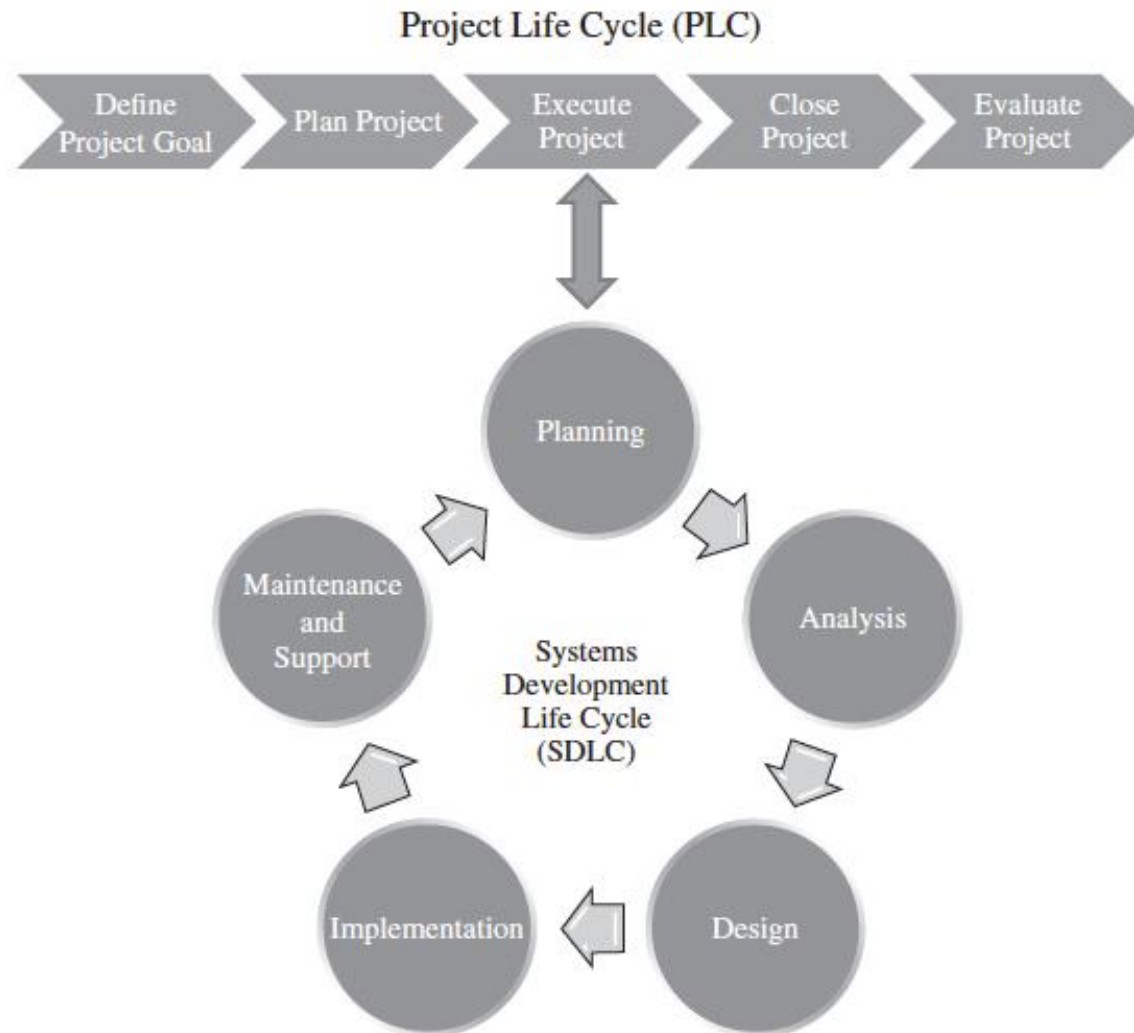 Project Life Cycle (PLC)
Define
Project Goal
Plan Project
Execute
Project
Close
Project
Evaluate
Project
Planning
Analysis
Design
Implementation
Maintenance
and
Support
Systems
Development
Life Cycle
(SDLC)